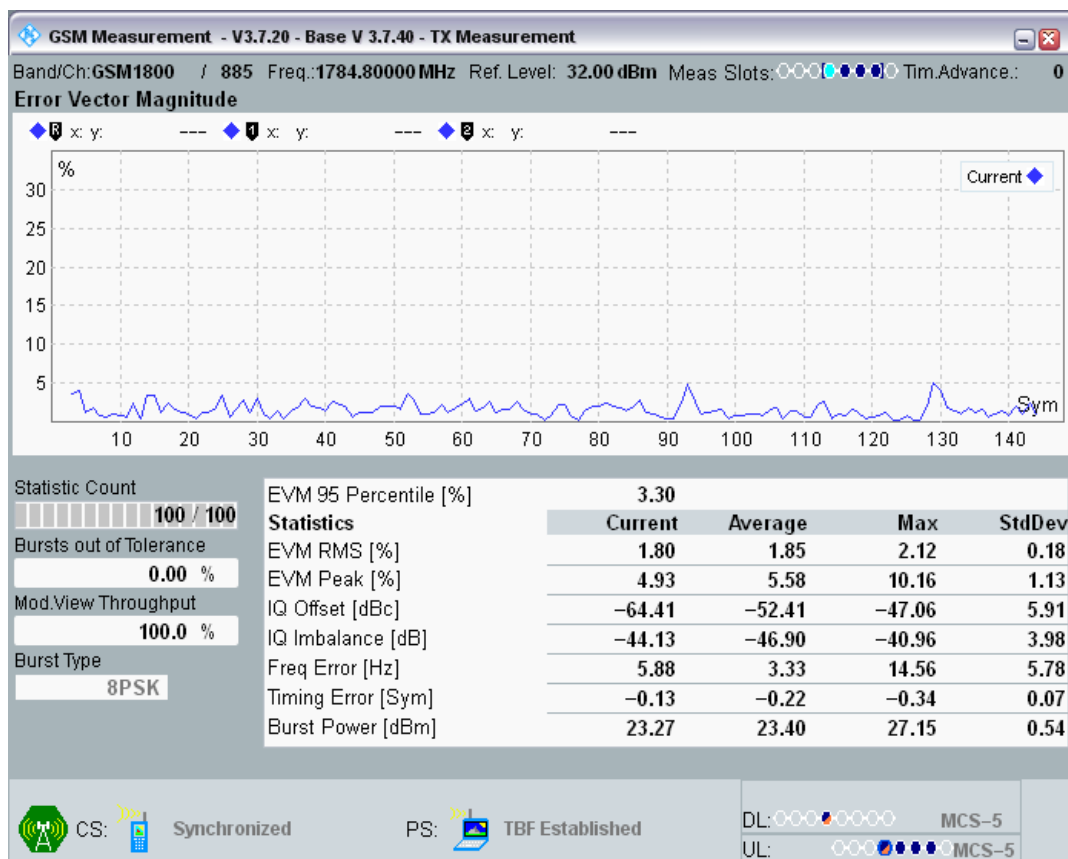 GSM Measurement - V3.7.20 - Base V 3.7.40 - TX Measurement
Band/Ch:GSM1800 / 885 Freq.:1784.80000 MHz Ref. Level: 32.00 dBm Meas Slots: Tim.Advance.: 0
Error Vector Magnitude
R x: y: --- 1 x: y: --- 2 x: y: ---
%
Current
30
25
20
15
10
5
Sym
10 20 30 40 50 60 70 80 90 100 110 120 130 140
Statistic Count
100 / 100
Bursts out of Tolerance
0.00 %
Mod.View Throughput
100.0 %
Burst Type
8PSK
EVM 95 Percentile [%] 3.30
Statistics Current Average Max StdDev
EVM RMS [%] 1.80 1.85 2.12 0.18
EVM Peak [%] 4.93 5.58 10.16 1.13
IQ Offset [dBc] −64.41 −52.41 −47.06 5.91
IQ Imbalance [dB] −44.13 −46.90 −40.96 3.98
Freq Error [Hz] 5.88 3.33 14.56 5.78
Timing Error [Sym] −0.13 −0.22 −0.34 0.07
Burst Power [dBm] 23.27 23.40 27.15 0.54
CS: Synchronized PS: TBF Established
DL: MCS−5
UL: MCS−5